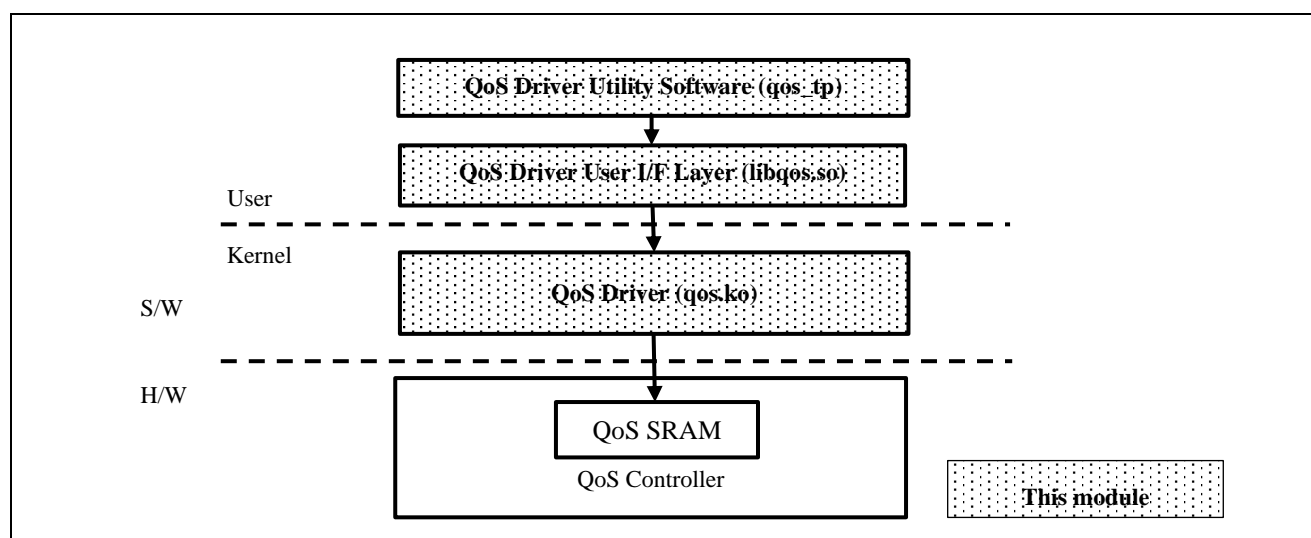 QoS Driver Utility Software (qos_tp)
QoS Driver User I/F Layer (libqos.so)
User
Kernel
QoS Driver (qos.ko)
S/W
H/W
QoS SRAM
QoS Controller
This module